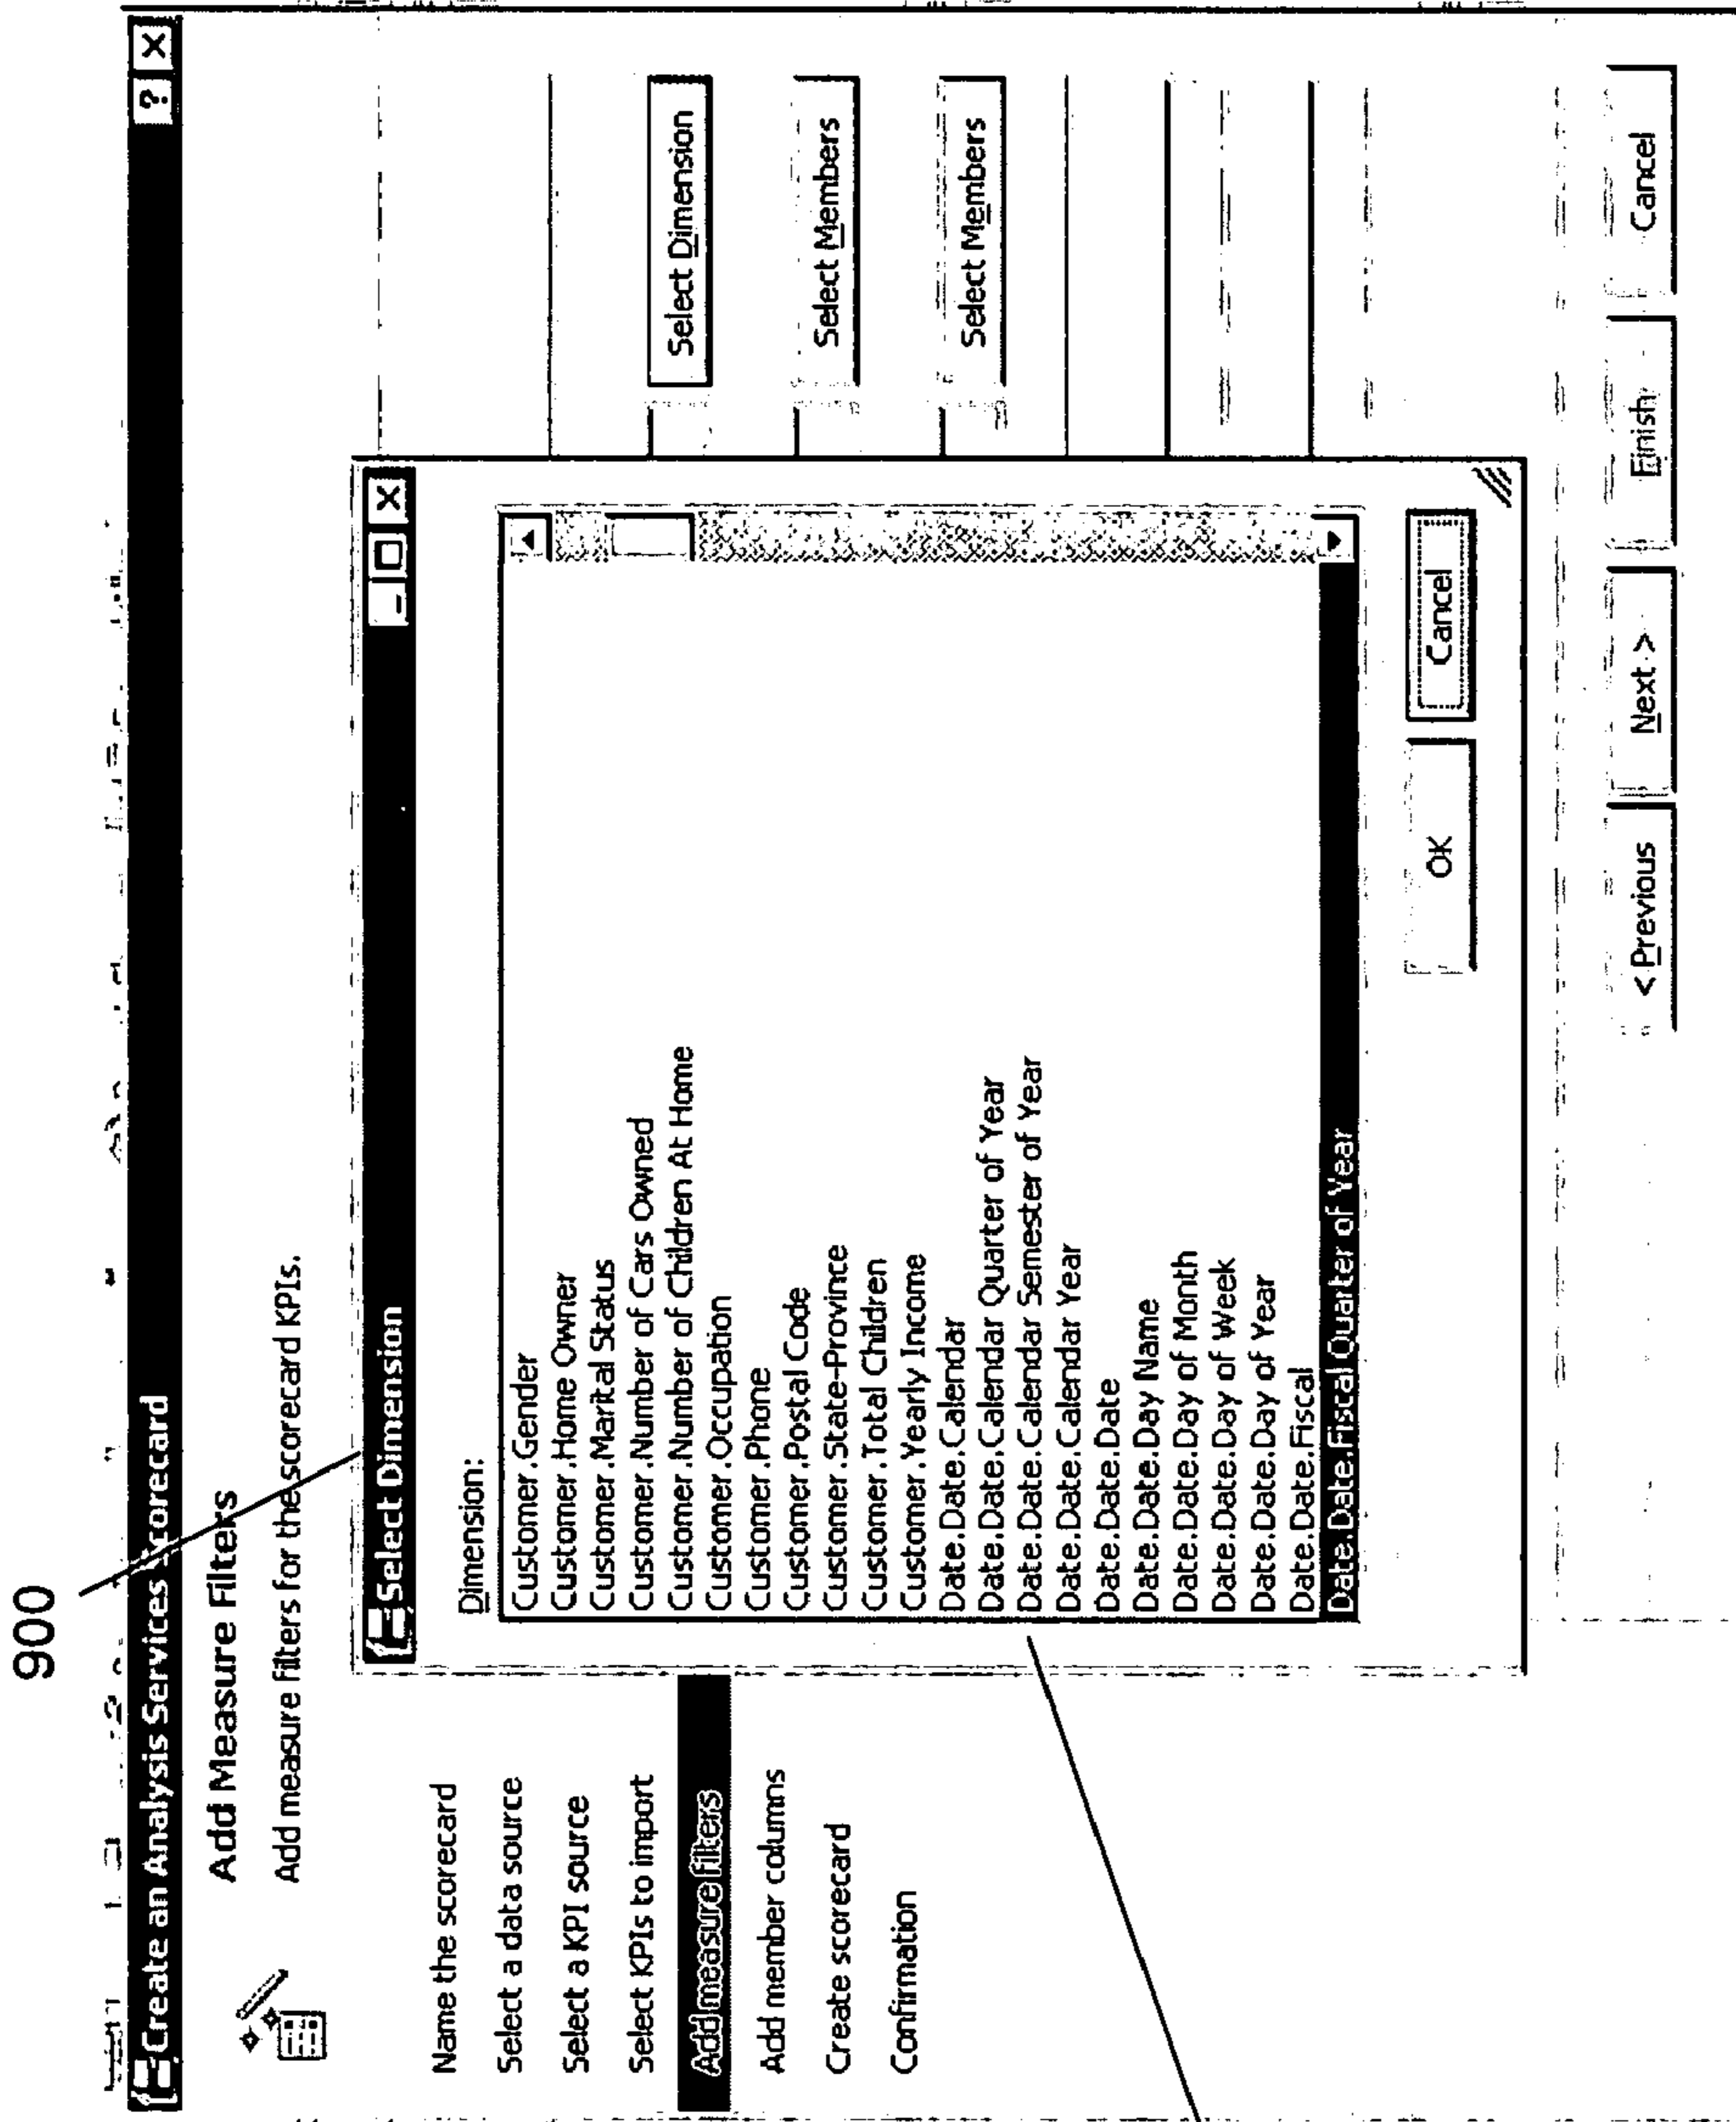 900
Create an Analysis Services Scorecard
? X
Add Measure Filters
Add measure filters for the scorecard KPIs.
Name the scorecard
Select a data source
Select a KPI source
Select KPIs to import
Add measure filters
Add member columns
Create scorecard
Confirmation
Select Dimension
Dimension:
Customer.Gender
Customer.Home Owner
Customer.Marital Status
Customer.Number of Cars Owned
Customer.Number of Children At Home
Customer.Occupation
Customer.Phone
Customer.Postal Code
Customer.State-Province
Customer.Total Children
Customer.Yearly Income
Date.Date.Calendar
Date.Date.Calendar Quarter of Year
Date.Date.Calendar Semester of Year
Date.Date.Calendar Year
Date.Date.Date
Date.Date.Day Name
Date.Date.Day of Month
Date.Date.Day of Week
Date.Date.Day of Year
Date.Date.Fiscal
Date.Date.Fiscal Quarter of Year
OK
Cancel
Select Dimension
Select Members
Select Members
< Previous
Next >
Finish
Cancel